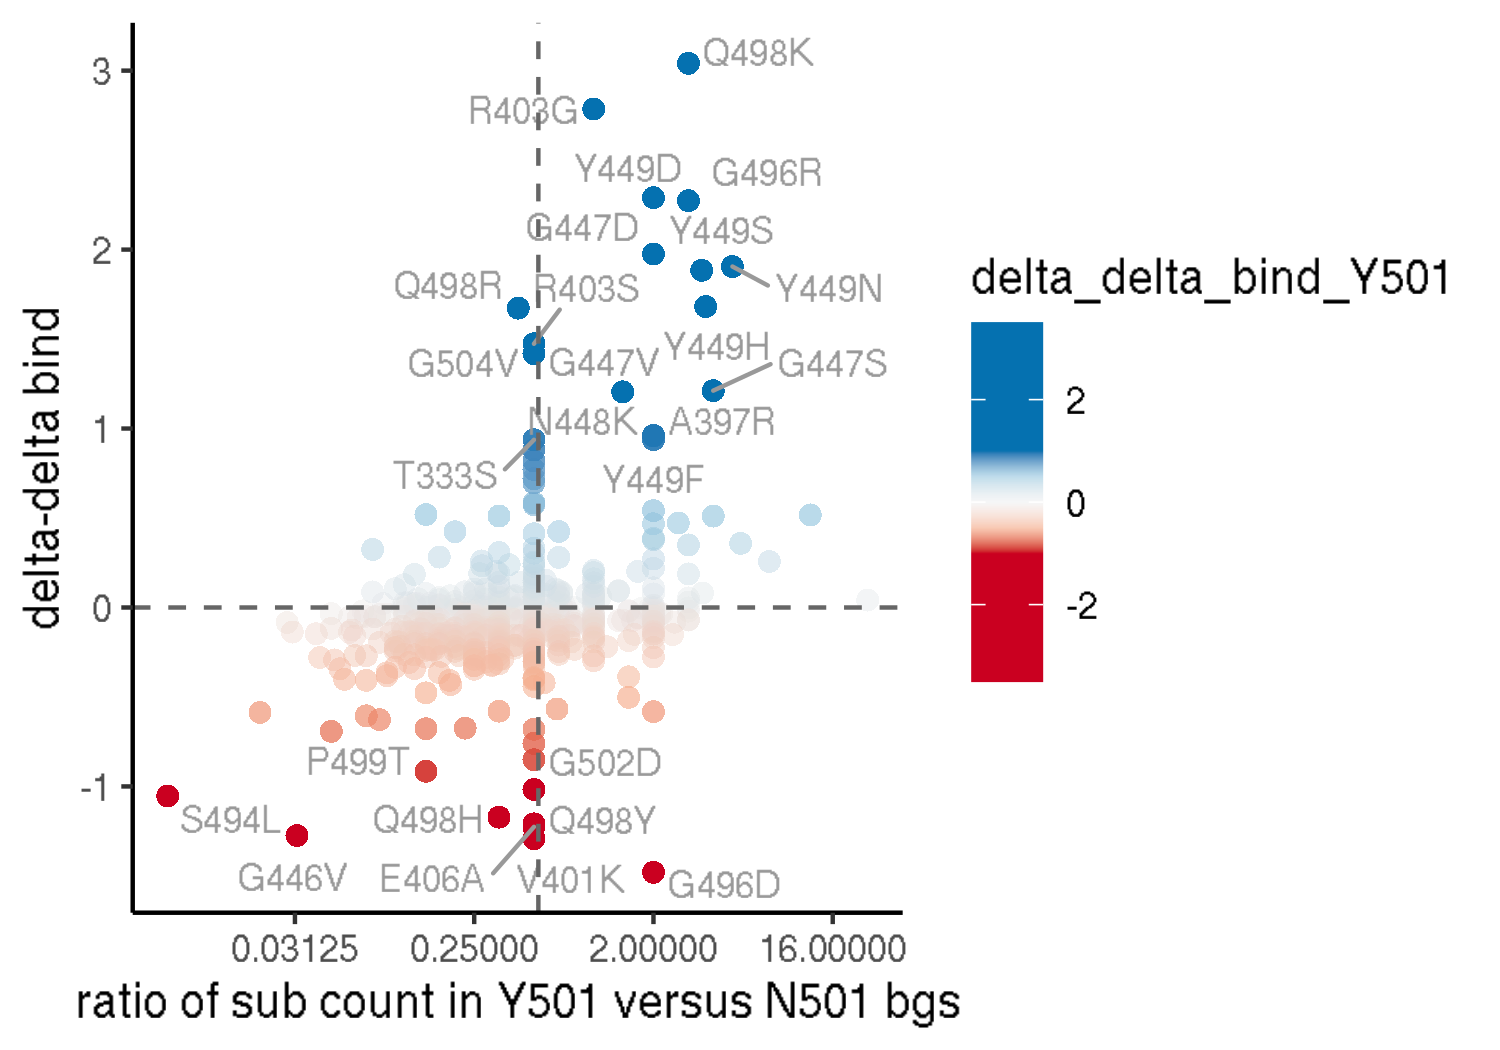 3
2
1
0
-1
delta-delta bind
Q498K
R403G
Y449D
G496R
G447D
Y449S
Q498R
R403S
Y449N
G504V
G447V
Y449H
G447S
N448K
A397R
T333S
Y449F
P499T
G502D
S494L
Q498H
Q498Y
G446V
E406A
V401K
G496D
0.03125 0.25000 2.00000 16.00000
ratio of sub count in Y501 versus N501 bgs
delta_delta_bind_Y501
2
0
-2